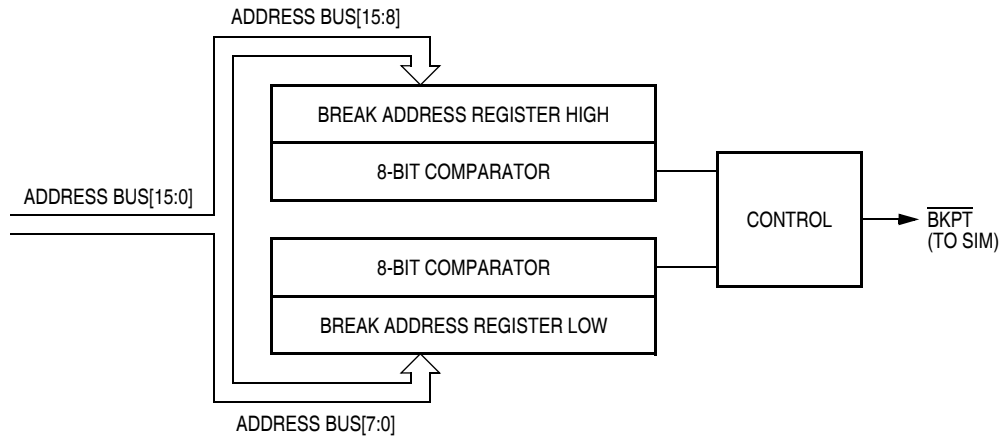 ADDRESS BUS[15:8]
BREAK ADDRESS REGISTER HIGH
8-BIT COMPARATOR
ADDRESS BUS[15:0]
CONTROL
BKPT
(TO SIM)
8-BIT COMPARATOR
BREAK ADDRESS REGISTER LOW
ADDRESS BUS[7:0]